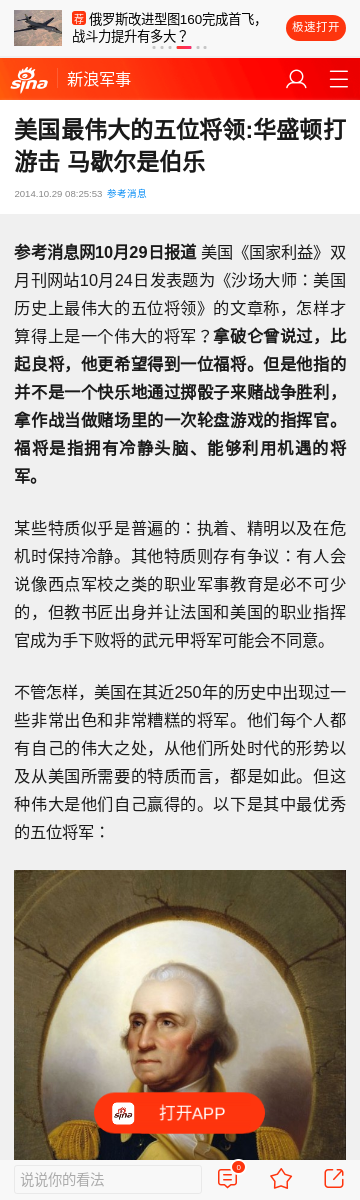 荐 俄罗斯改进型图160完成首飞，
战斗力提升有多大？
极速打开
sina 新浪军事
美国最伟大的五位将领:华盛顿打
游击 马歇尔是伯乐
2014.10.29 08:25:53 参考消息
参考消息网10月29日报道 美国《国家利益》双
月刊网站10月24日发表题为《沙场大师：美国
历史上最伟大的五位将领》的文章称，怎样才
算得上是一个伟大的将军？拿破仑曾说过，比
起良将，他更希望得到一位福将。但是他指的
并不是一个快乐地通过掷骰子来赌战争胜利，
拿作战当做赌场里的一次轮盘游戏的指挥官。
福将是指拥有冷静头脑、能够利用机遇的将
军。
某些特质似乎是普遍的：执着、精明以及在危
机时保持冷静。其他特质则存有争议：有人会
说像西点军校之类的职业军事教育是必不可少
的，但教书匠出身并让法国和美国的职业指挥
官成为手下败将的武元甲将军可能会不同意。
不管怎样，美国在其近250年的历史中出现过一
些非常出色和非常糟糕的将军。他们每个人都
有自己的伟大之处，从他们所处时代的形势以
及从美国所需要的特质而言，都是如此。但这
种伟大是他们自己赢得的。以下是其中最优秀
的五位将军：
sina 打开APP
说说你的看法
0